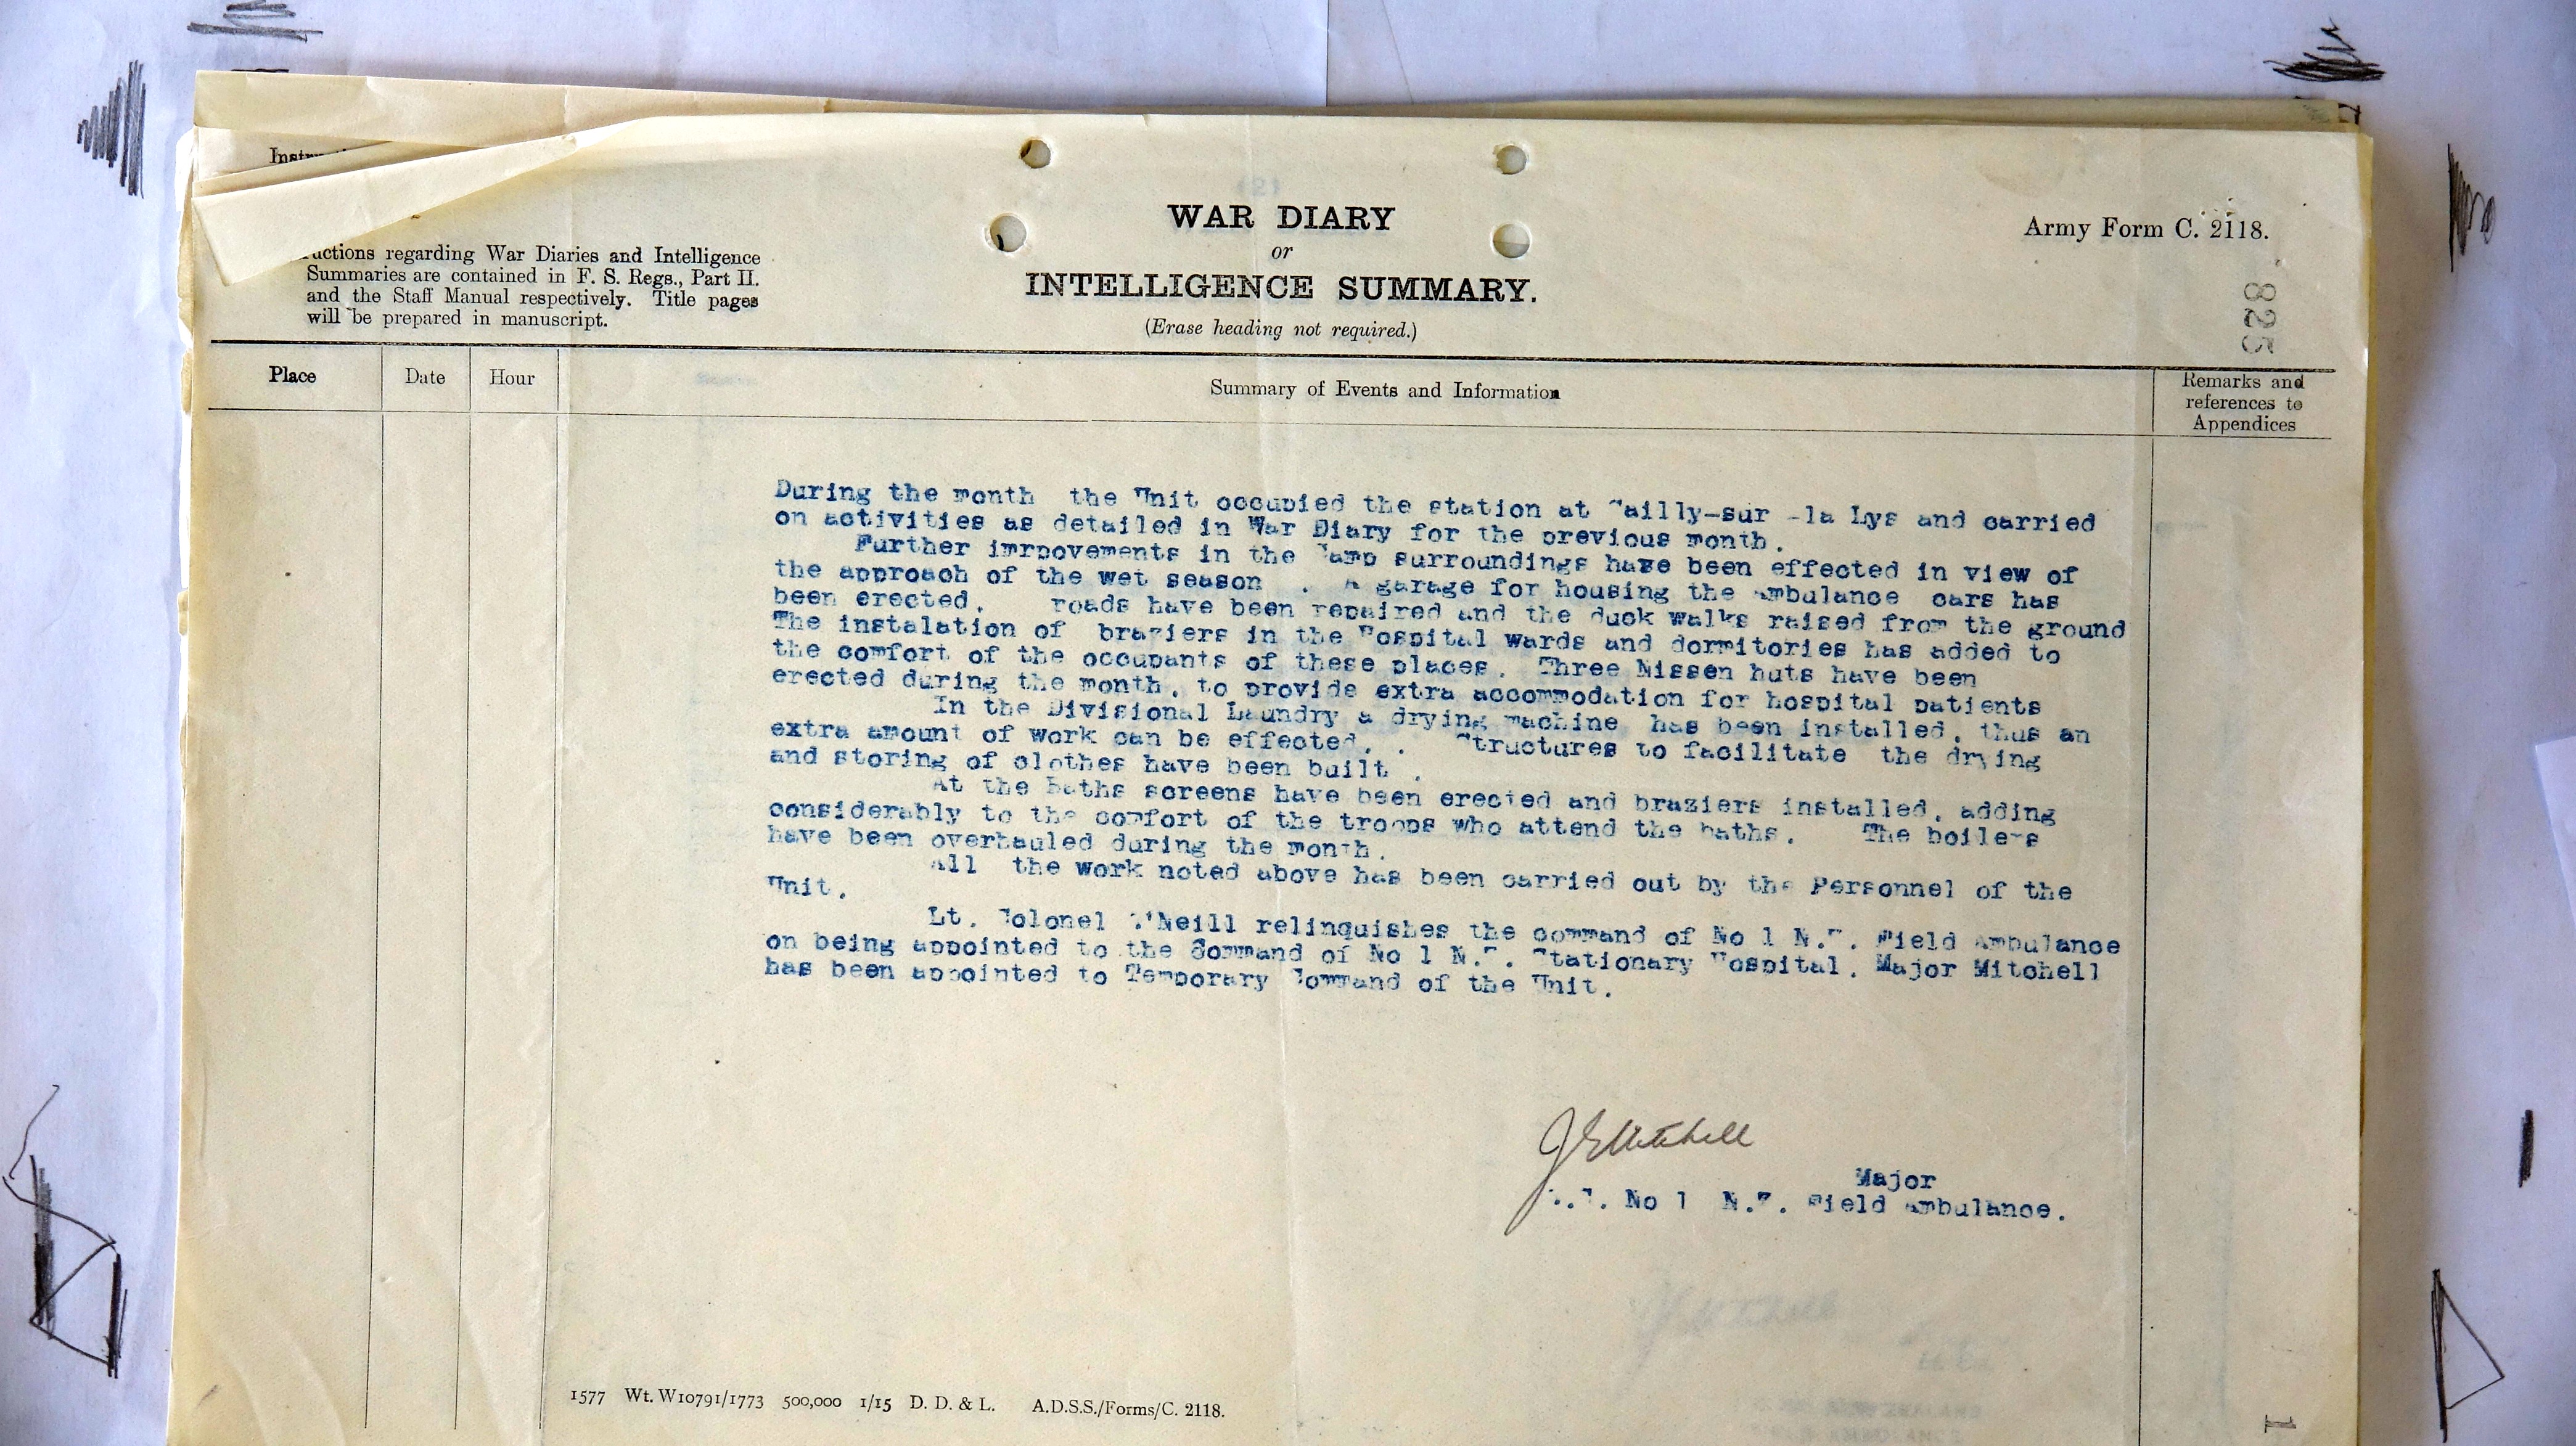 WAR DIARY
or
INTELLIGENCE SUMMARY.
(Erase heading not required.)
Army Form C. 2118.
uctions regarding War Diaries and Intelligence
Summaries are contained in F. S. Regs., Part II.
and the Staff Manual respectively. Title pages
will be prepared in manuscript.
825
Place
Date
Hour
Summary of Events and Information
Remarks and
references to
Appendices
During the month the Unit occupied the station at Sailly-sur -la Lys and carried
on activities as detailed in War Diary for the previous month.
Further imrpovements in the Camp surroundings have been effected in view of
the approach of the wet season . A garage for housing the Ambulance cars has
been erected. roads have been repaired and the duck walks raised from the ground
The instalation of braziers in the Hospital wards and dormitories has added to
the comfort of the occupants of these places. Three Nissen huts have been
erected during the month, to provide extra accommodation for hospital patients
In the Divisional Laundry a drying machine has been installed, thus an
extra amount of work can be effected. . Structures to facilitate the drying
and storing of clothes have been built .
At the Baths screens have been erected and braziers installed, adding
considerably to the comfort of the troops who attend the baths. The boilers
have been overhauled during the month.
All the work noted above has been carried out by the Personnel of the
Unit.
Lt. Colonel O'Neill relinquishes the command of No 1 N.Z. Field Ambulance
on being appointed to the Command of No 1 N.Z. Stationary Hospital. Major Mitchell
has been appointed to Temporary Command of the Unit.
J E Mitchell
Major
No 1 N.Z. Field Ambulance.
1577 Wt. W10791/1773 500,000 1/15 D. D. & L. A.D.S.S./Forms/C. 2118.